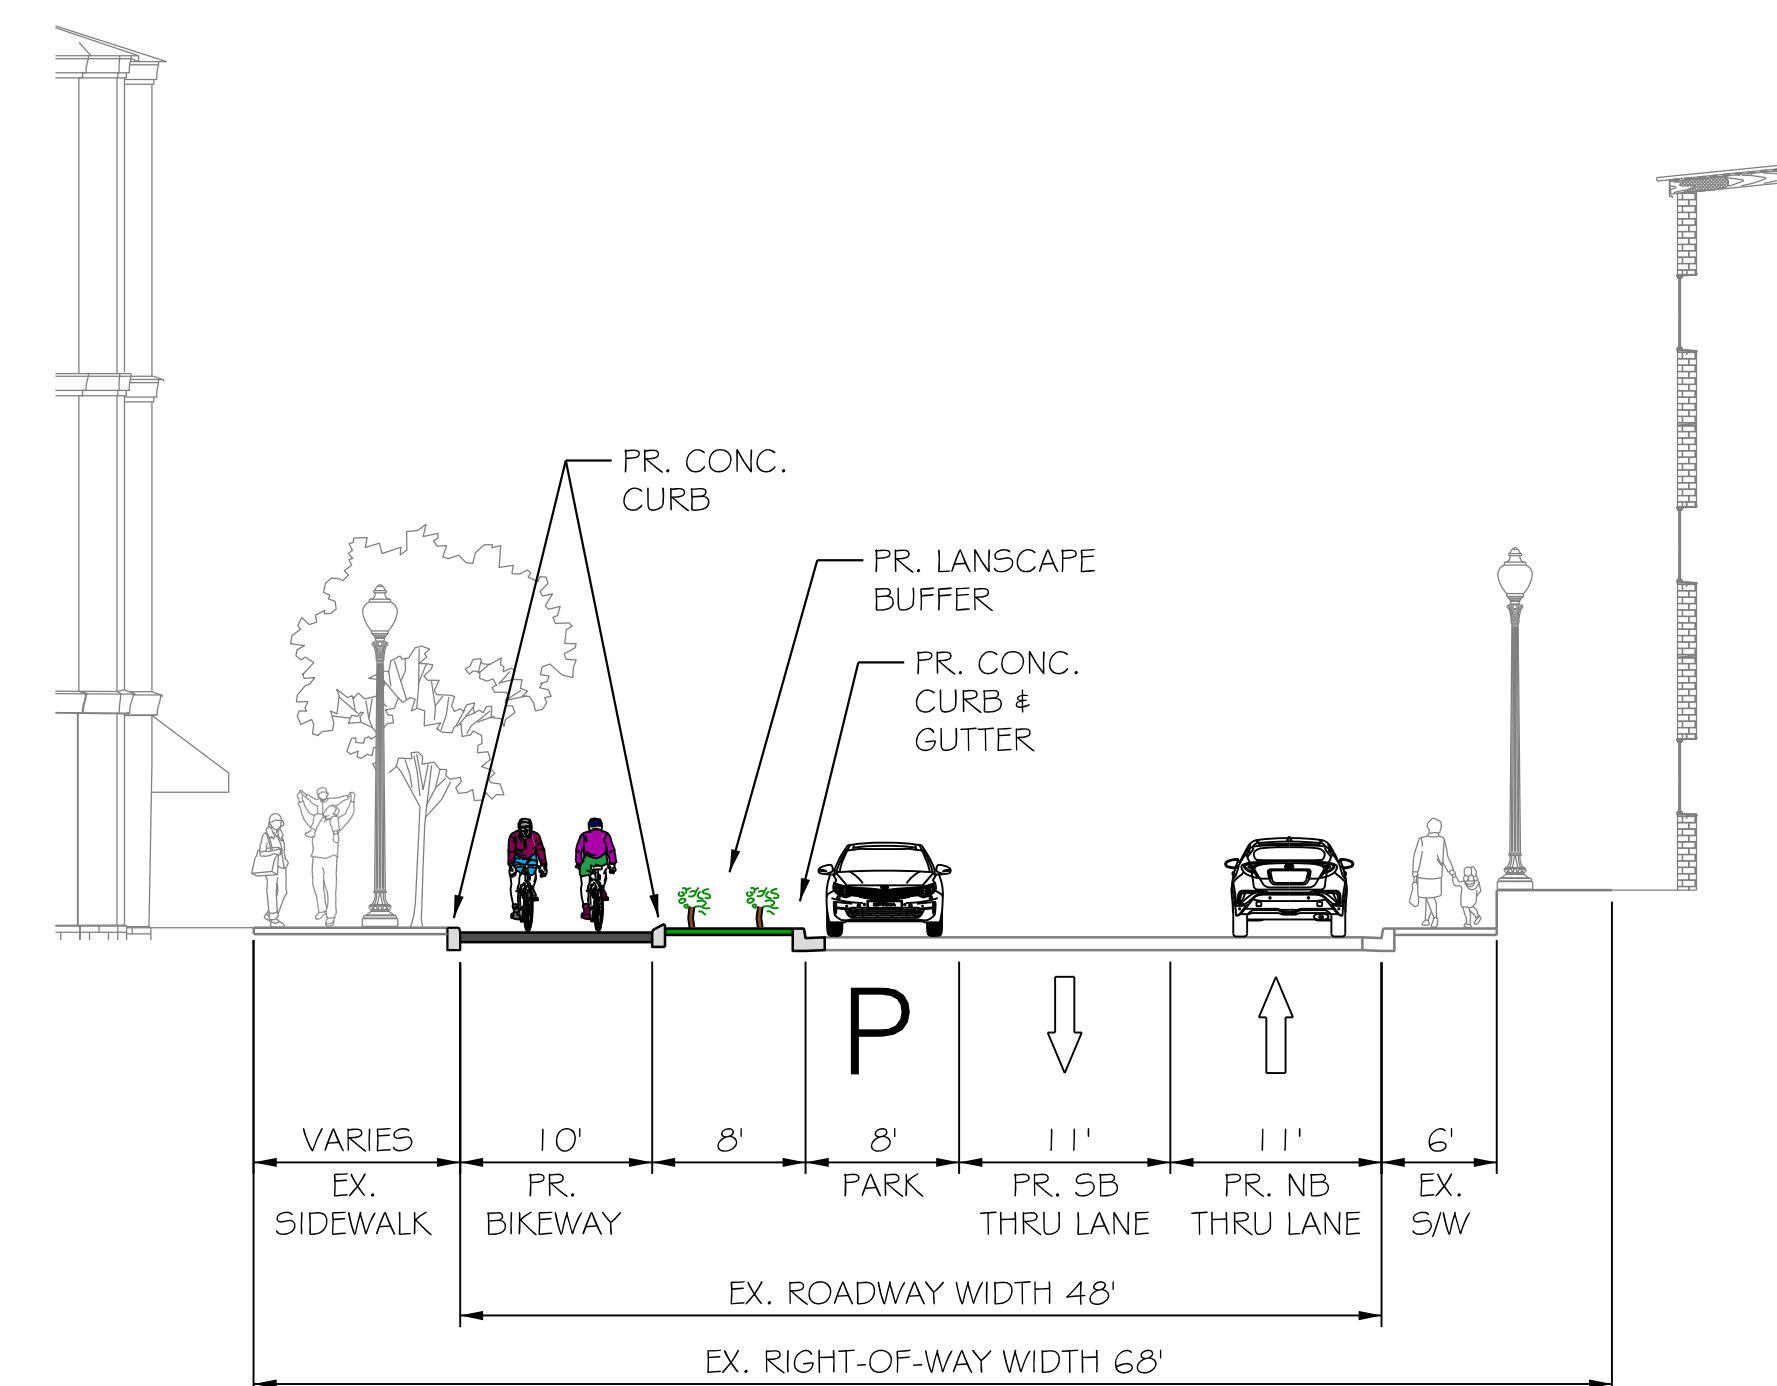 PR. CONC.
CURB
PR. LANSCAPE
BUFFER
PR. CONC.
CURB &
GUTTER
P
VARIES
10'
8'
8'
11'
11'
6'
EX.
SIDEWALK
PR.
BIKEWAY
PARK
PR. SB
THRU LANE
PR. NB
THRU LANE
EX.
S/W
EX. ROADWAY WIDTH 48'
EX. RIGHT-OF-WAY WIDTH 68'